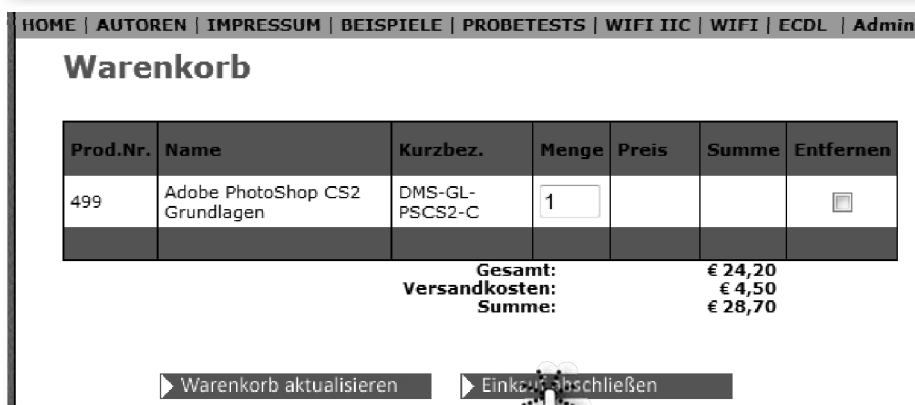 HOME | AUTOREN | IMPRESSUM | BEISPIELE | PROBETESTS | WIFI IIC | WIFI | ECDL | Admin
Warenkorb
Prod.Nr. Name Kurzbez. Menge Preis Summe Entfernen
499 Adobe PhotoShop CS2 Grundlagen DMS-GL-PSCS2-C 1
Gesamt: € 24,20
Versandkosten: € 4,50
Summe: € 28,70
Warenkorb aktualisieren Einkauf abschließen